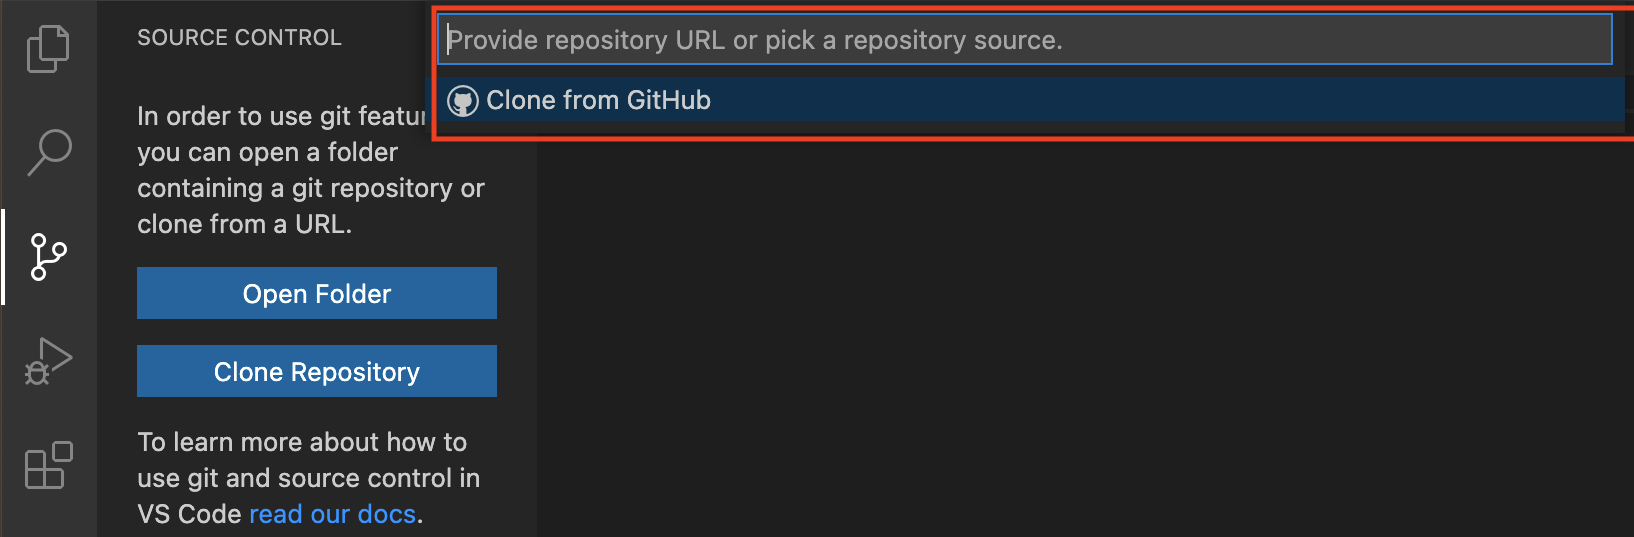 SOURCE CONTROL
Provide repository URL or pick a repository source.
Clone from GitHub
In order to use git featur
you can open a folder
containing a git repository or
clone from a URL.
Open Folder
Clone Repository
To learn more about how to
use git and source control in
VS Code read our docs.